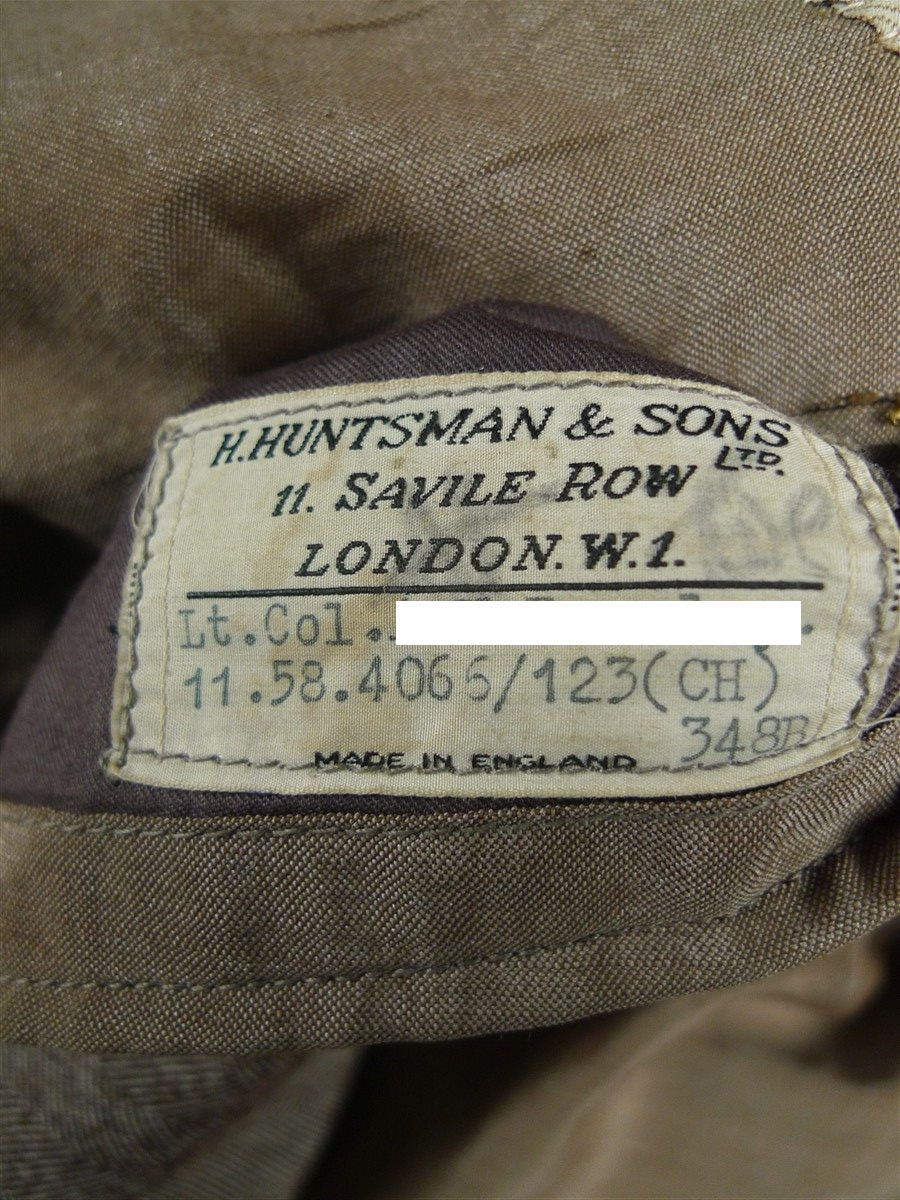 H. HUNTSMAN & SONS LTD.
11. SAVILE ROW
LONDON. W.1.
Lt.Col.
11.58.4066/123(CH)
348B
MADE IN ENGLAND